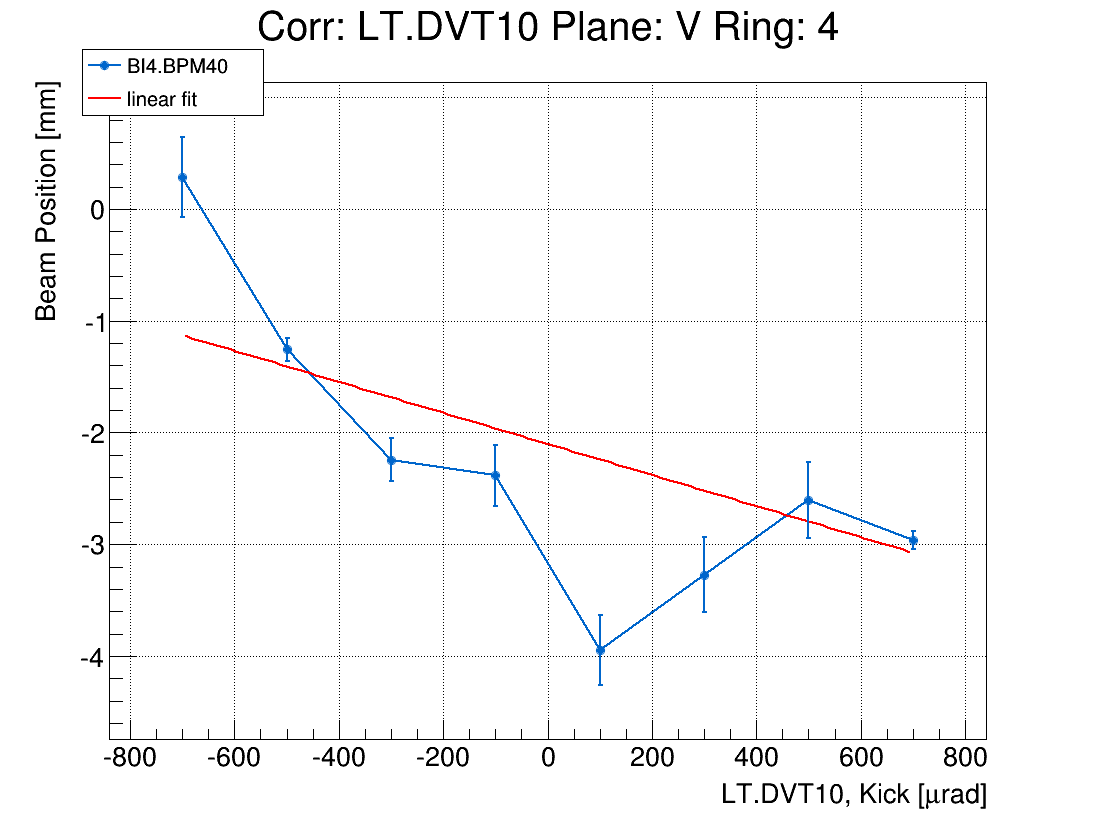 Corr: LT.DVT10 Plane: V Ring: 4
BI4.BPM40
linear fit
Beam Position [mm]
0
-1
-2
-3
-4
-800 -600 -400 -200 0 200 400 600 800
LT.DVT10, Kick [μrad]